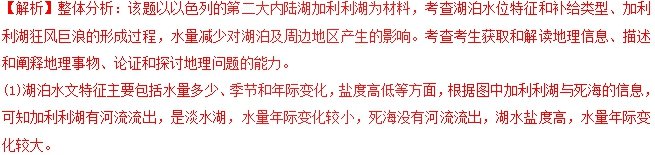 【解析】整体分析：该题以以色列的第二大内陆湖加利利湖为材料，考查湖泊水位特征和补给类型、加利
利湖狂风巨浪的形成过程，水量减少对湖泊及周边地区产生的影响。考查考生获取和解读地理信息、描述
和阐释地理事物、论证和探讨地理问题的能力。
(1)湖泊水文特征主要包括水量多少、季节和年际变化，盐度高低等方面，根据图中加利利湖与死海的信息，
可知加利利湖有河流流出，是淡水湖，水量年际变化较小，死海没有河流流出，湖水盐度高，水量年际变
化较大。